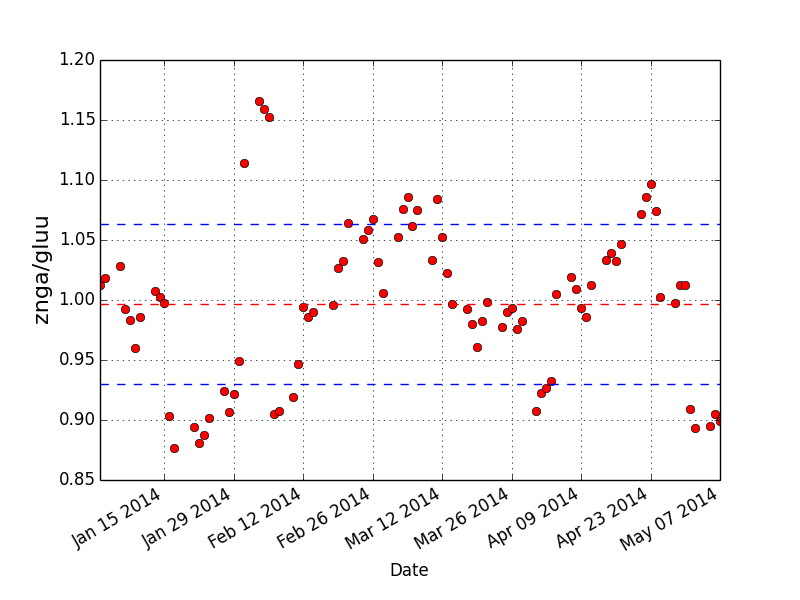 1.20
1.15
1.10
1.05
1.00
0.95
0.90
0.85
znga/gluu
Jan 15 2014
Jan 29 2014
Feb 12 2014
Feb 26 2014
Mar 12 2014
Mar 26 2014
Apr 09 2014
Apr 23 2014
May 07 2014
Date